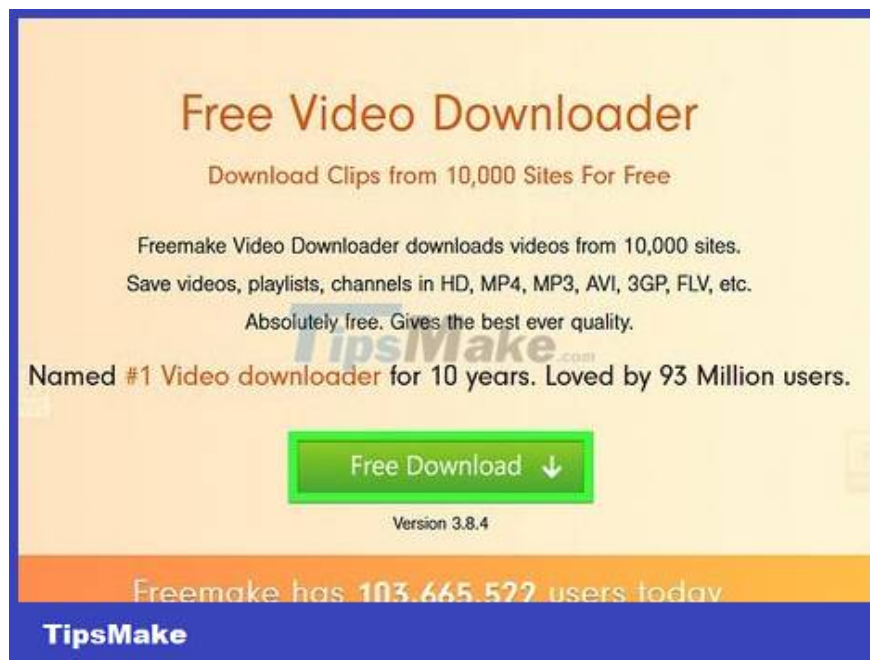 Free Video Downloader
Download Clips from 10,000 Sites For Free
Freemake Video Downloader downloads videos from 10,000 sites.
Save videos, playlists, channels in HD, MP4, MP3, AVI, 3GP, FLV, etc.
Absolutely free. Gives the best ever quality.
TipsMake.com
Named #1 Video downloader for 10 years. Loved by 93 Million users.
Free Download
Version 3.8.4
Freemake has 103.665.522 users today
TipsMake